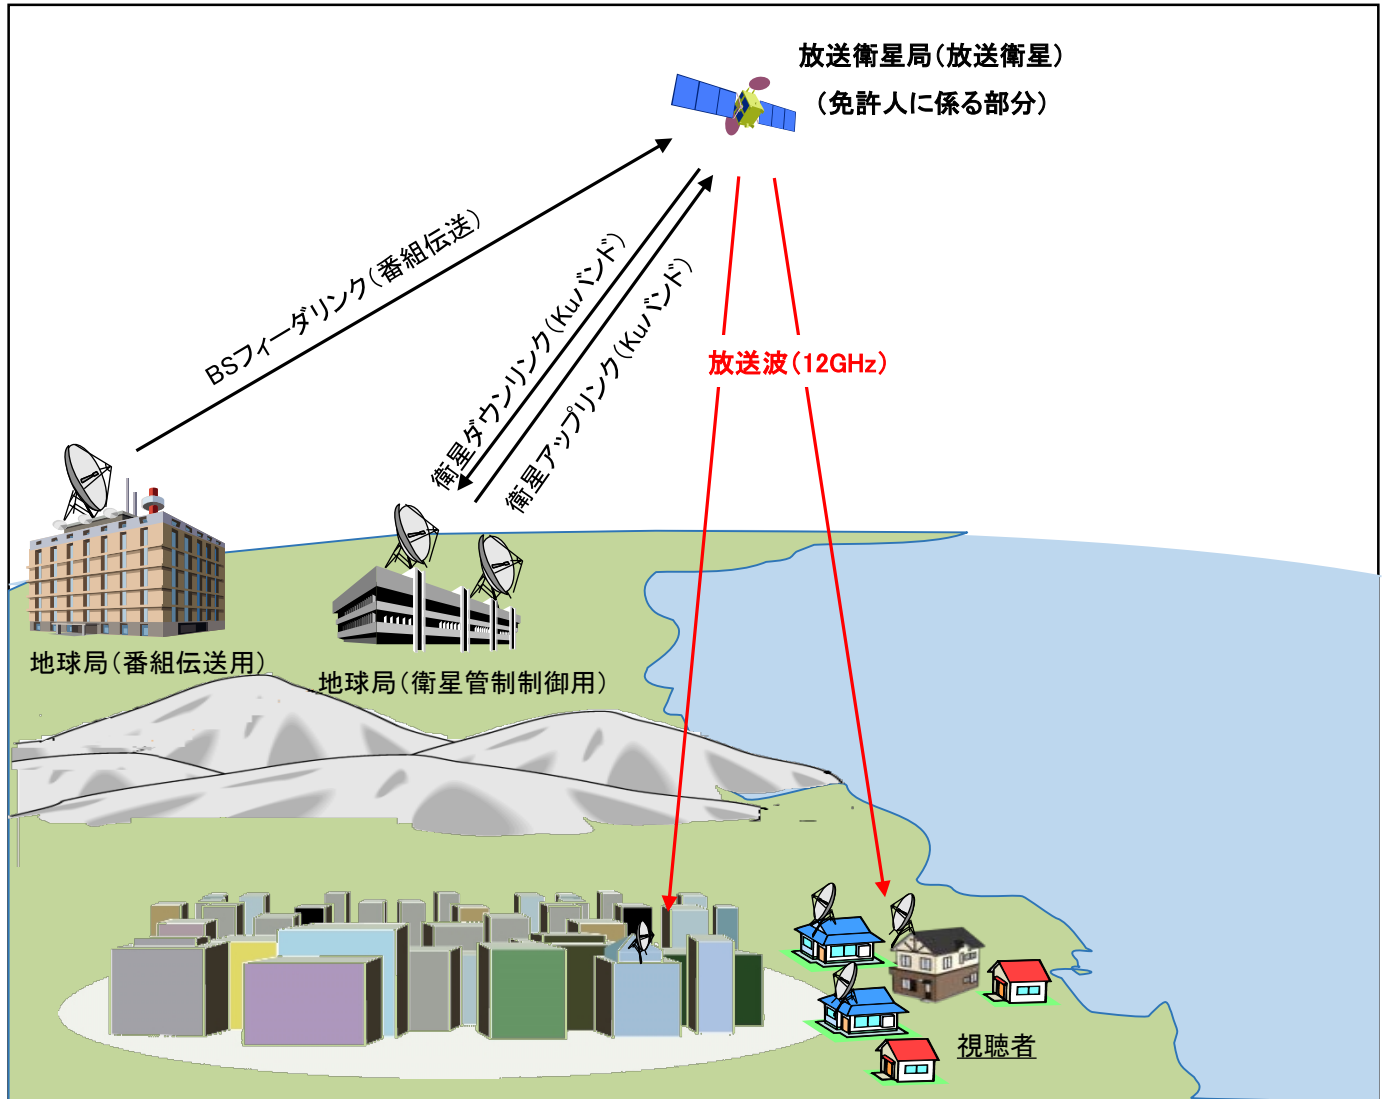 放送衛星局（放送衛星）
（免許人に係る部分）
BSフィーダリンク（番組伝送）
衛星ダウンリンク（Kuバンド）
衛星アップリンク（Kuバンド）
放送波（12GHz）
地球局（番組伝送用）
地球局（衛星管制制御用）
視聴者